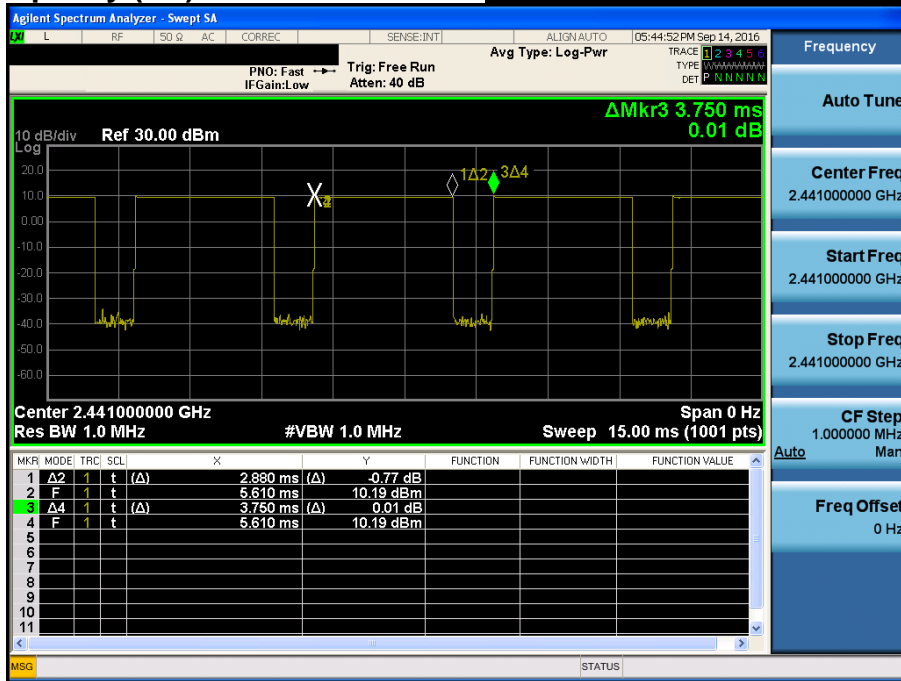 Agilent Spectrum Analyzer - Swept SA
LXI L RF 50 Ω AC CORREC SENSE:INT ALIGN AUTO 05:44:52 PM Sep 14, 2016
Avg Type: Log-Pwr
TRACE 1 2 3 4 5 6
TYPE
DET P N N N N N
PNO: Fast
IFGain:Low
Trig: Free Run
Atten: 40 dB
ΔMkr3 3.750 ms
0.01 dB
10 dB/div Ref 30.00 dBm
Log
20.0
10.0
0.00
-10.0
-20.0
-30.0
-40.0
-50.0
-60.0
X
1Δ2 3Δ4
Center 2.441000000 GHz Span 0 Hz
Res BW 1.0 MHz #VBW 1.0 MHz Sweep 15.00 ms (1001 pts)
MKR MODE TRC SCL X Y FUNCTION FUNCTION WIDTH FUNCTION VALUE
1 Δ2 1 t (Δ) 2.880 ms (Δ) -0.77 dB
2 F 1 t 5.610 ms 10.19 dBm
3 Δ4 1 t (Δ) 3.750 ms (Δ) 0.01 dB
4 F 1 t 5.610 ms 10.19 dBm
5
6
7
8
9
10
11
MSG STATUS
Frequency
Auto Tune
Center Freq
2.441000000 GHz
Start Freq
2.441000000 GHz
Stop Freq
2.441000000 GHz
CF Step
1.000000 MHz
Auto Man
Freq Offset
0 Hz